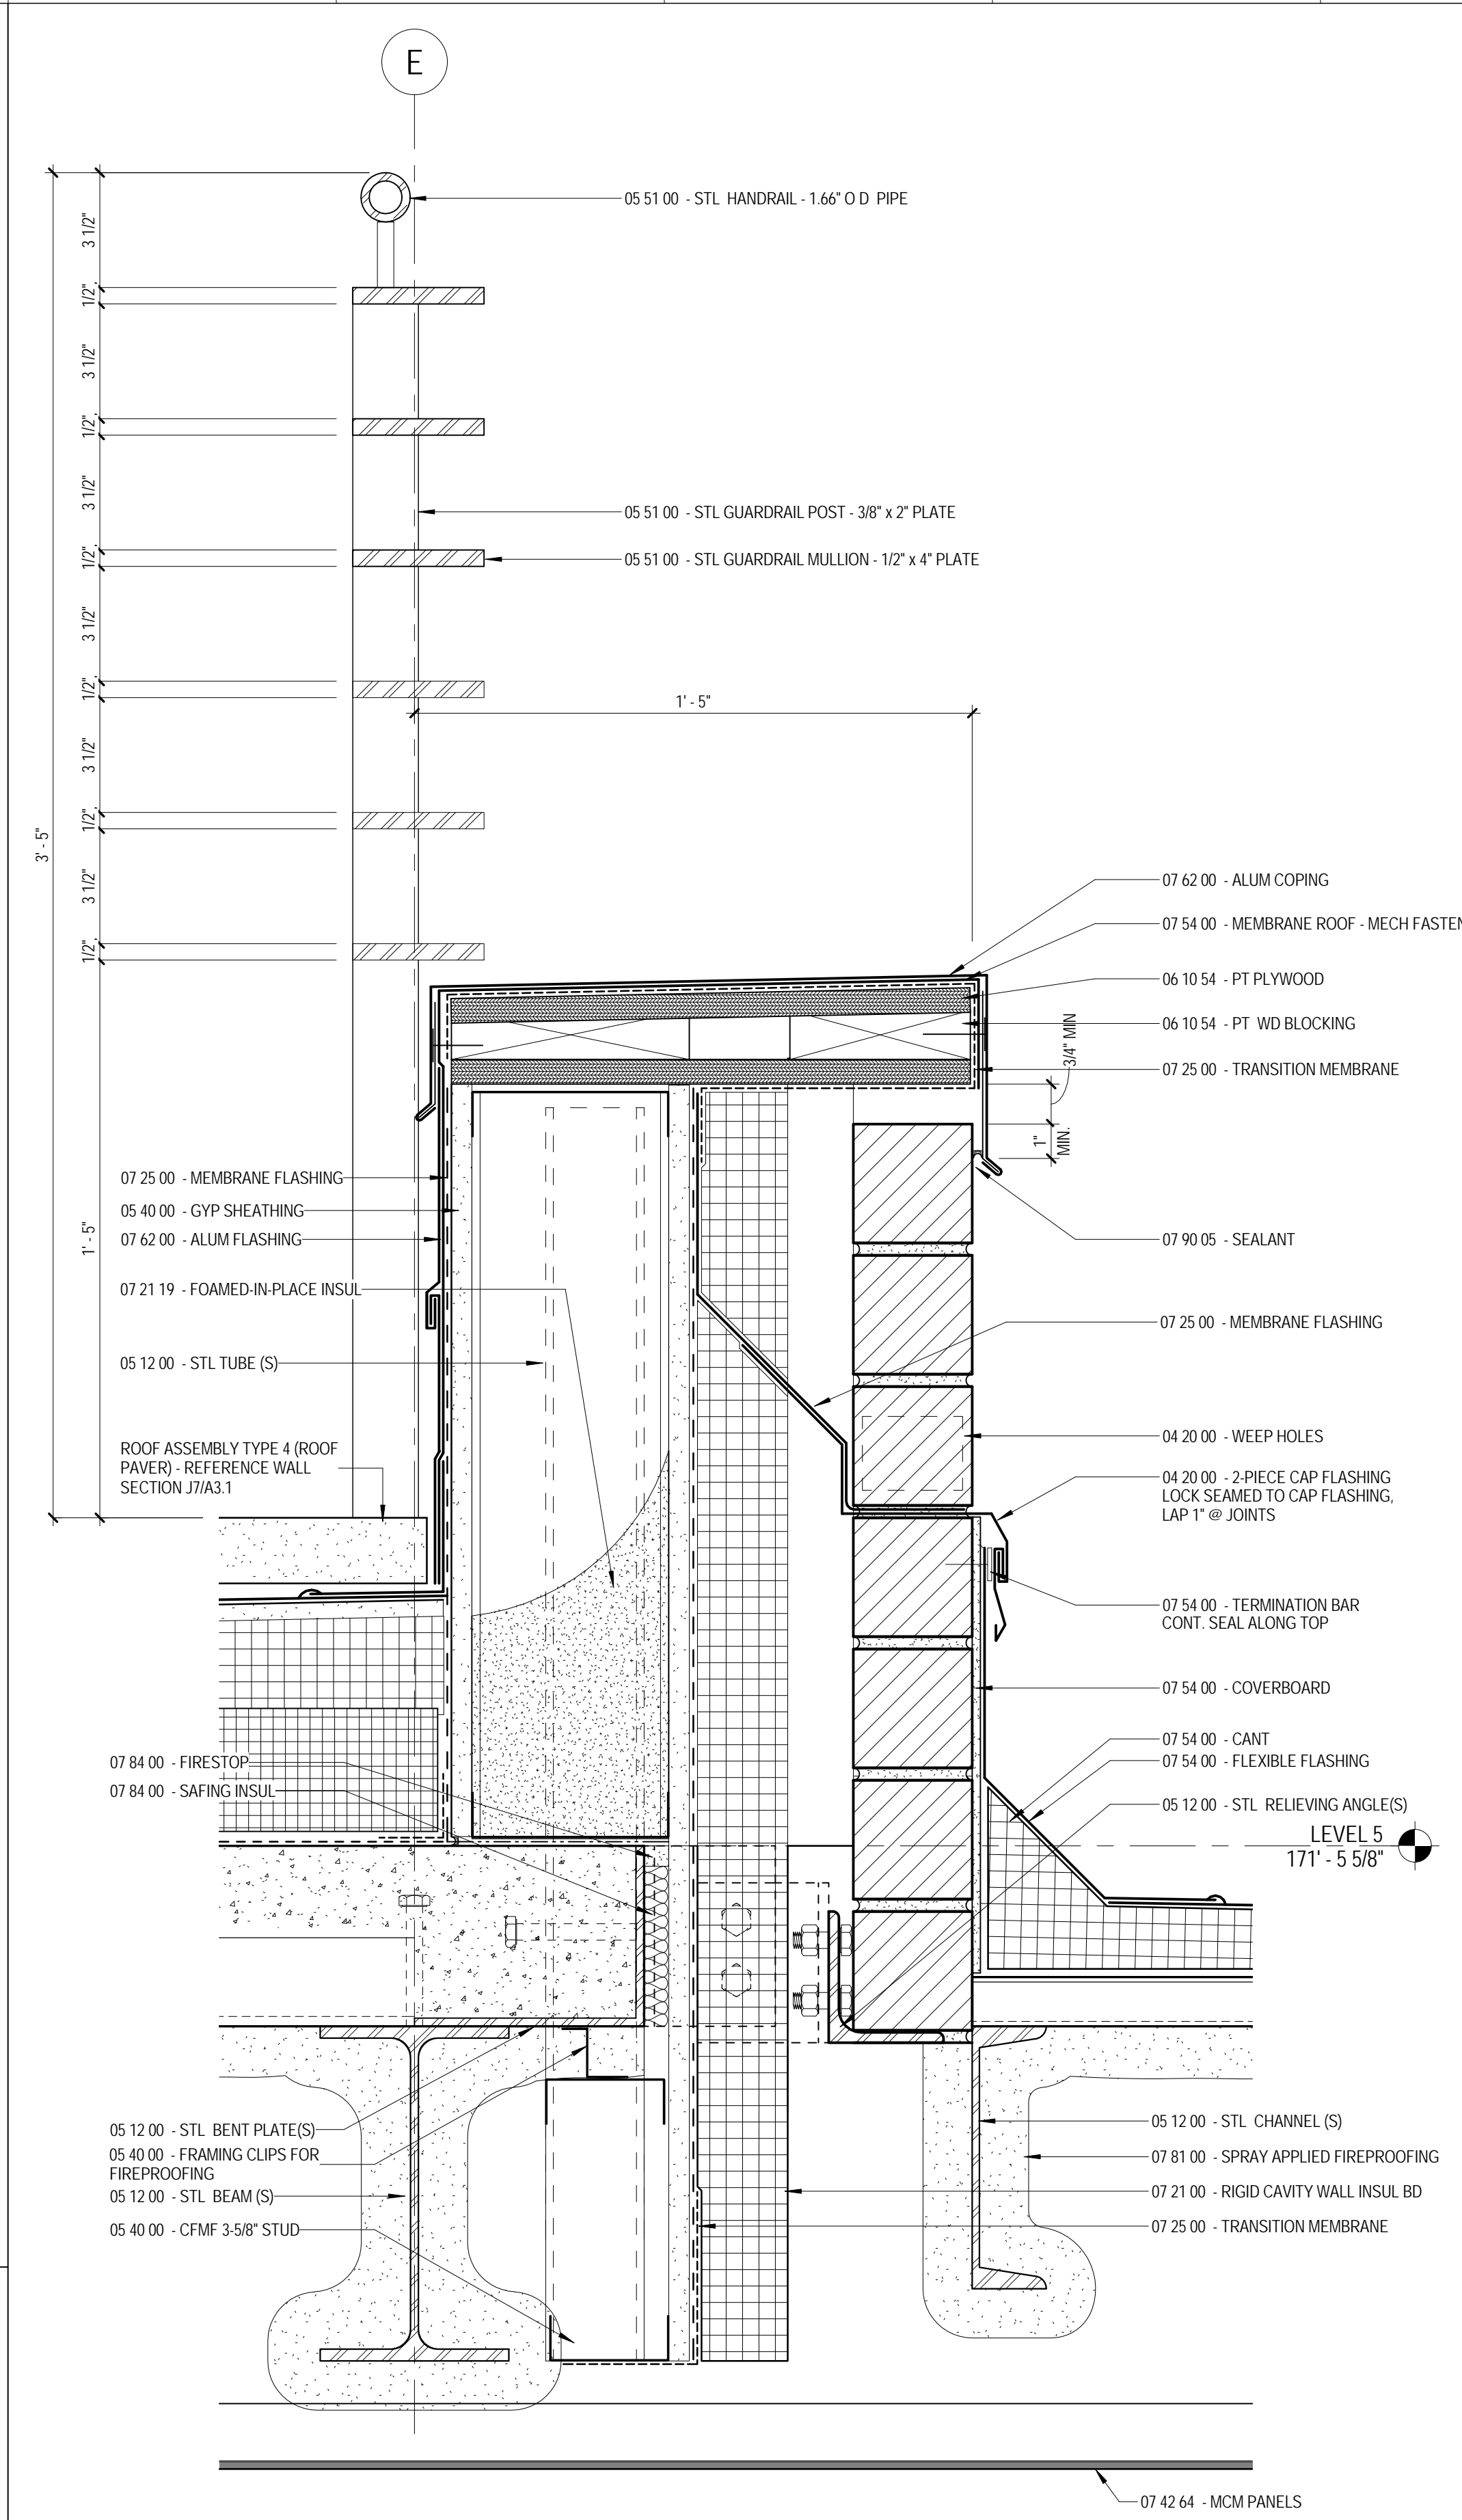 E
05 51 00 - STL HANDRAIL - 1.66" O D PIPE
3 1/2"
1/2"
3 1/2"
1/2"
3 1/2"
05 51 00 - STL GUARDRAIL POST - 3/8" x 2" PLATE
1/2"
05 51 00 - STL GUARDRAIL MULLION - 1/2" x 4" PLATE
3 1/2"
1/2"
1' - 5"
3 1/2"
1/2"
3' - 5"
3 1/2"
1/2"
1' - 5"
07 62 00 - ALUM COPING
07 54 00 - MEMBRANE ROOF - MECH FASTEN
06 10 54 - PT PLYWOOD
06 10 54 - PT WD BLOCKING
07 25 00 - TRANSITION MEMBRANE
3/4" MIN
1"
MIN.
07 25 00 - MEMBRANE FLASHING
05 40 00 - GYP SHEATHING
07 62 00 - ALUM FLASHING
07 21 19 - FOAMED-IN-PLACE INSUL
05 12 00 - STL TUBE (S)
ROOF ASSEMBLY TYPE 4 (ROOF
PAVER) - REFERENCE WALL
SECTION J7/A3.1
07 90 05 - SEALANT
07 25 00 - MEMBRANE FLASHING
04 20 00 - WEEP HOLES
04 20 00 - 2-PIECE CAP FLASHING
LOCK SEAMED TO CAP FLASHING,
LAP 1" @ JOINTS
07 54 00 - TERMINATION BAR
CONT. SEAL ALONG TOP
07 54 00 - COVERBOARD
07 54 00 - CANT
07 54 00 - FLEXIBLE FLASHING
05 12 00 - STL RELIEVING ANGLE(S)
LEVEL 5
171' - 5 5/8"
07 84 00 - FIRESTOP
07 84 00 - SAFING INSUL
05 12 00 - STL BENT PLATE(S)
05 40 00 - FRAMING CLIPS FOR
FIREPROOFING
05 12 00 - STL BEAM (S)
05 40 00 - CFMF 3-5/8" STUD
05 12 00 - STL CHANNEL (S)
07 81 00 - SPRAY APPLIED FIREPROOFING
07 21 00 - RIGID CAVITY WALL INSUL BD
07 25 00 - TRANSITION MEMBRANE
07 42 64 - MCM PANELS